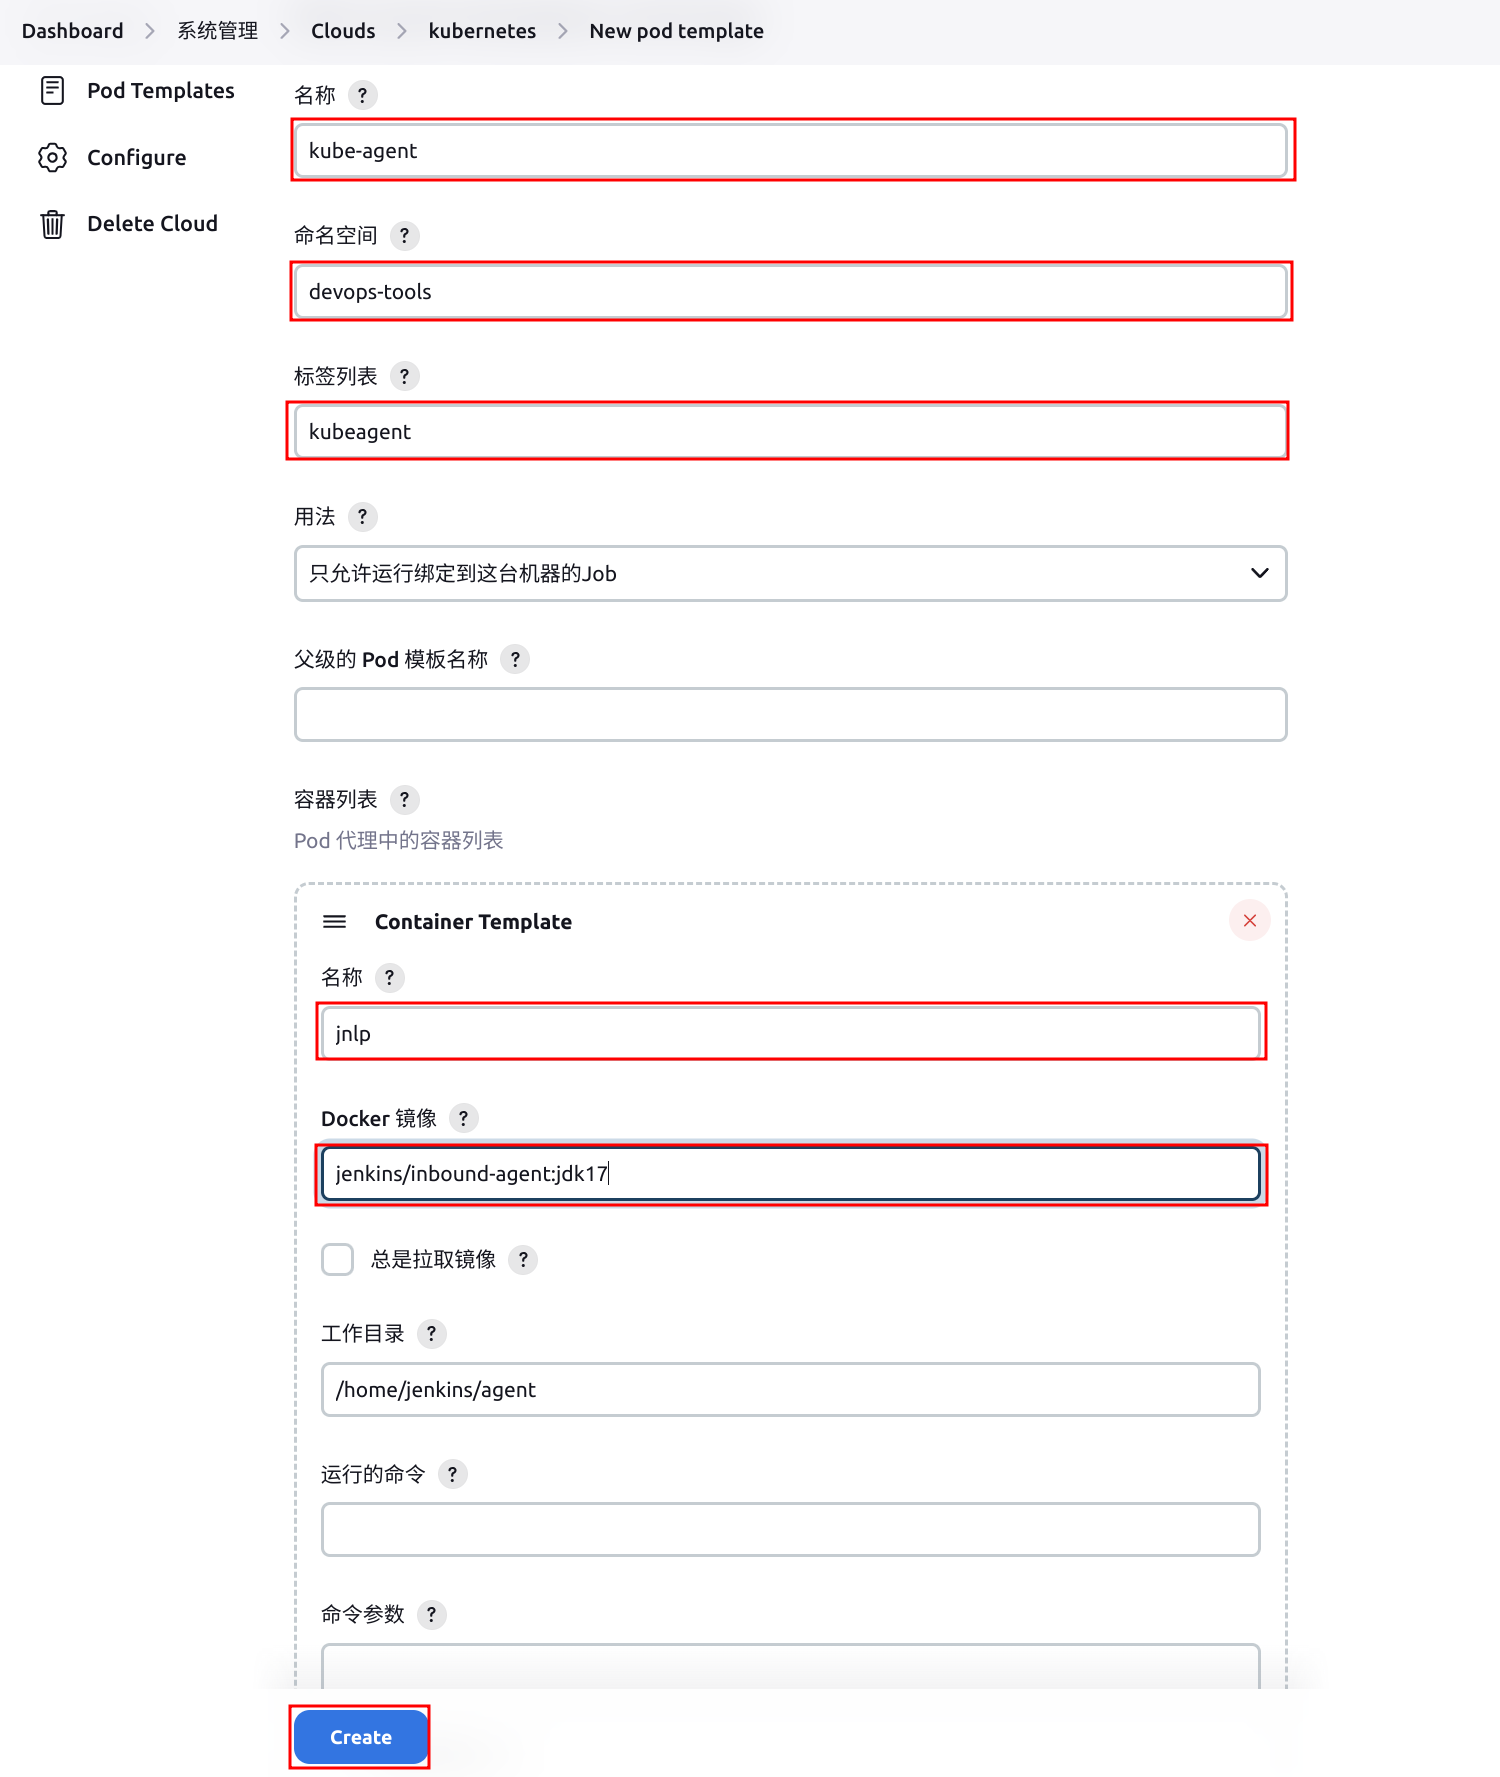 Dashboard > 系统管理 > Clouds > kubernetes > New pod template
Pod Templates
Configure
Delete Cloud
名称 ?
kube-agent
命名空间 ?
devops-tools
标签列表 ?
kubeagent
用法 ?
只允许运行绑定到这台机器的Job
父级的 Pod 模板名称 ?
容器列表 ?
Pod 代理中的容器列表
Container Template
名称 ?
jnlp
Docker 镜像 ?
jenkins/inbound-agent:jdk17
总是拉取镜像 ?
工作目录 ?
/home/jenkins/agent
运行的命令 ?
命令参数 ?
Create